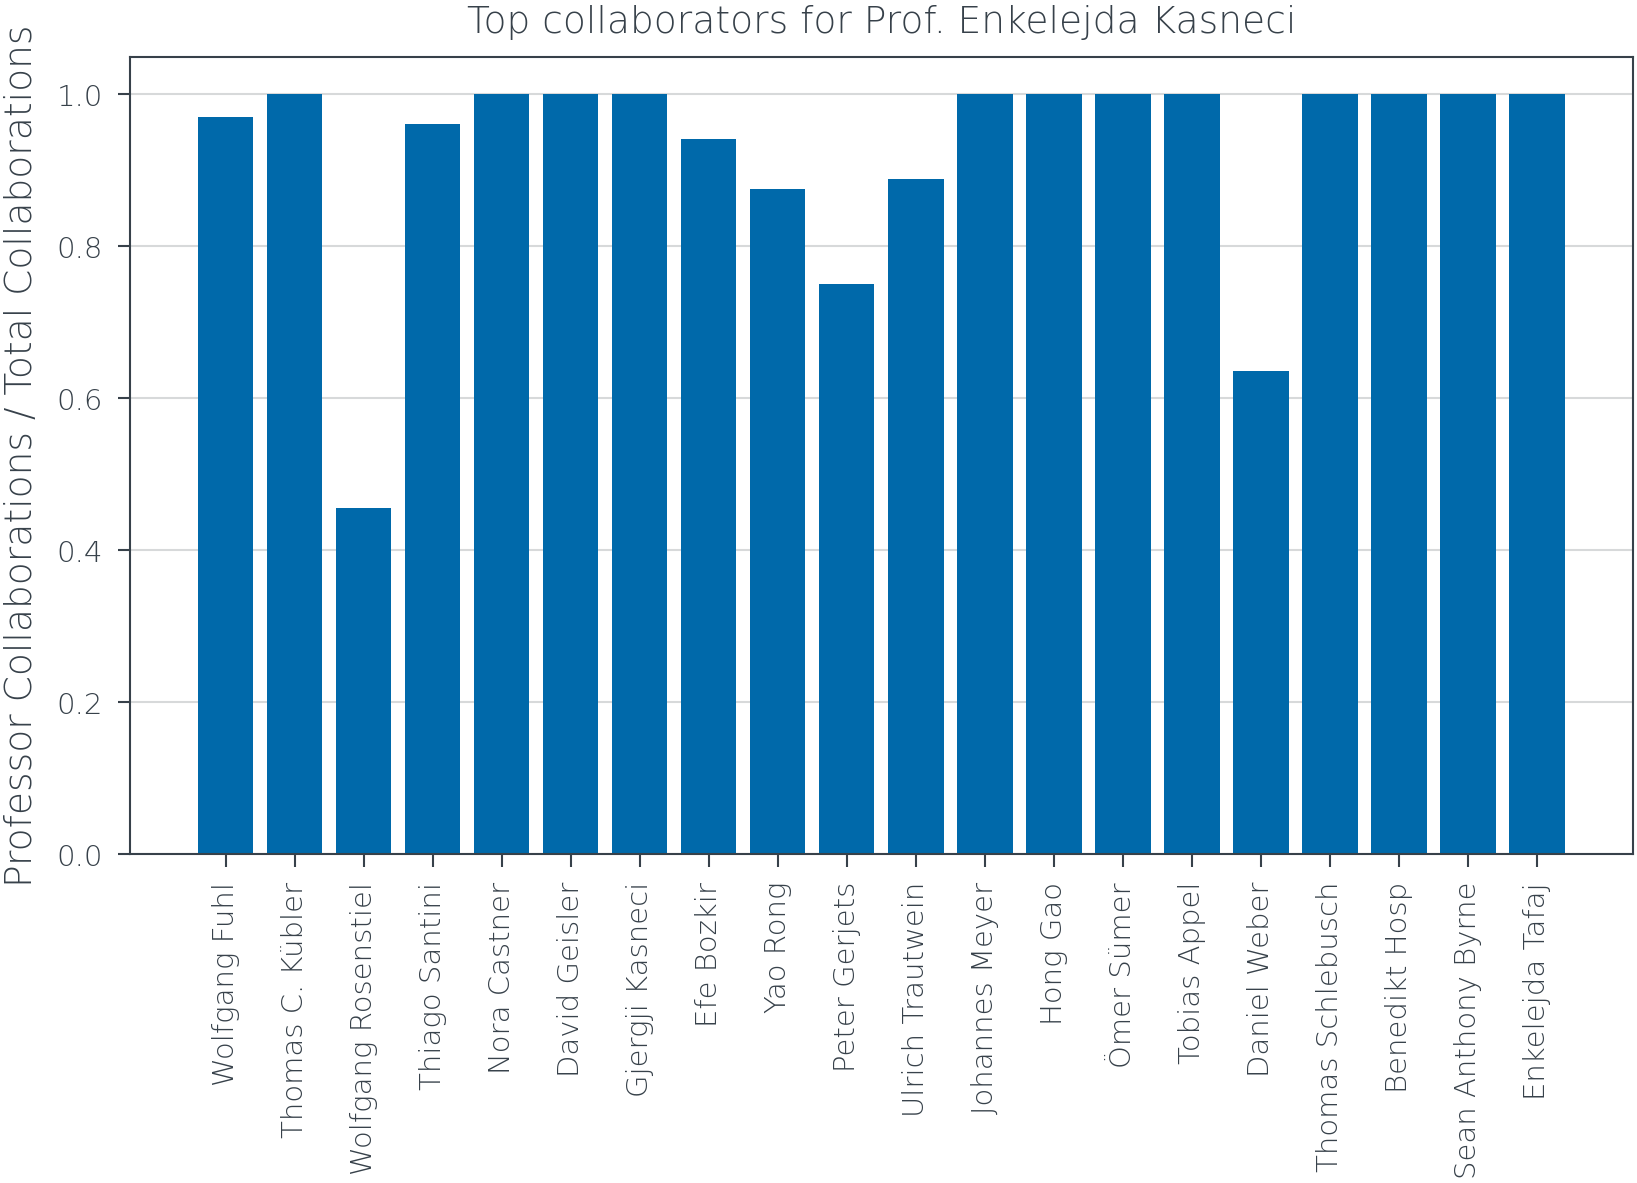 Top collaborators for Prof. Enkelejda Kasneci
Professor Collaborations / Total Collaborations
1.0
0.8
0.6
0.4
0.2
0.0
Wolfgang Fuhl
Thomas C. Kübler
Wolfgang Rosenstiel
Thiago Santini
Nora Castner
David Geisler
Gjergji Kasneci
Efe Bozkir
Yao Rong
Peter Gerjets
Ulrich Trautwein
Johannes Meyer
Hong Gao
Ömer Sümer
Tobias Appel
Daniel Weber
Thomas Schlebusch
Benedikt Hosp
Sean Anthony Byrne
Enkelejda Tafaj